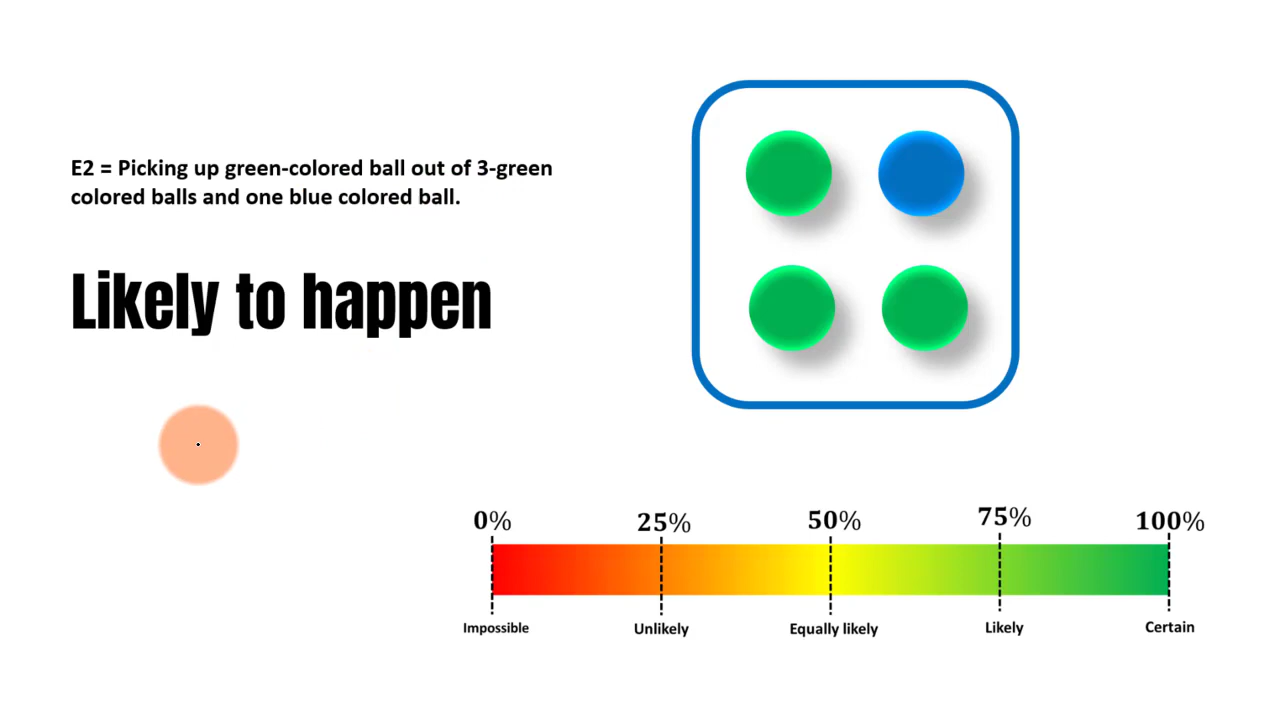 E2 = Picking up green-colored ball out of 3-green
colored balls and one blue colored ball.
Likely to happen
0% 25% 50% 75% 100%
Impossible Unlikely Equally likely Likely Certain